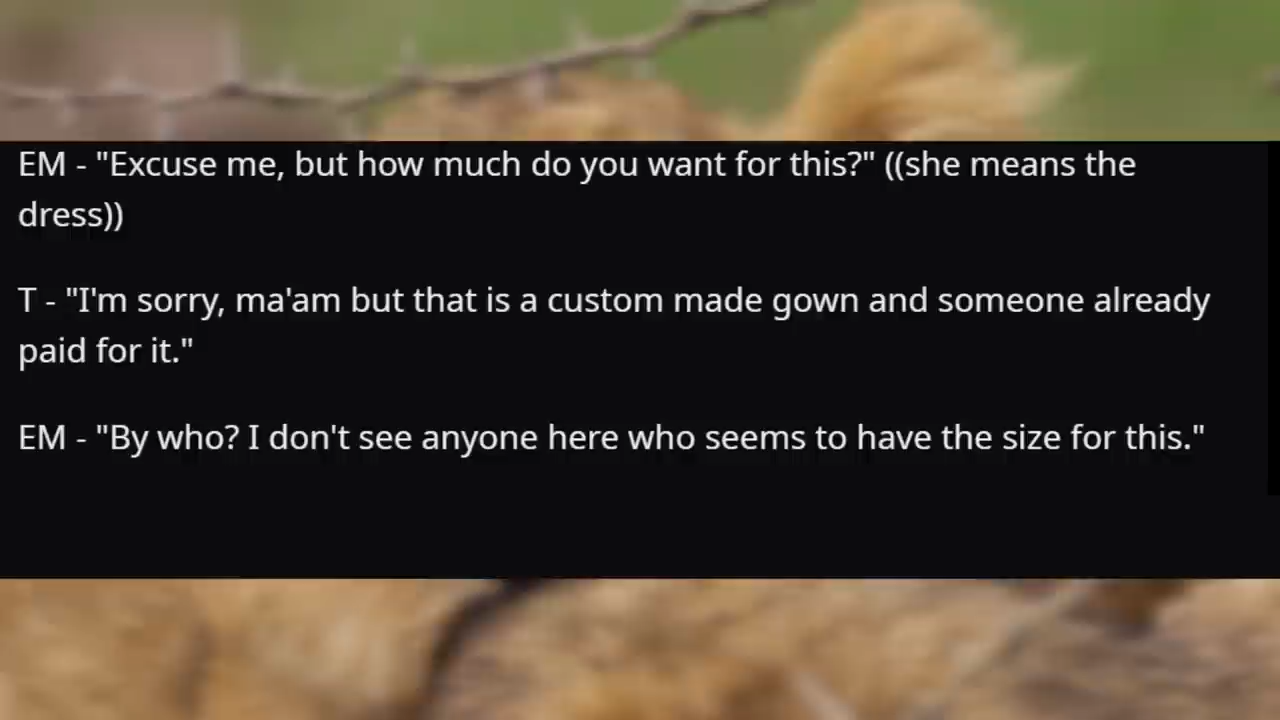 EM - "Excuse me, but how much do you want for this?" ((she means the
dress))
T - "I'm sorry, ma'am but that is a custom made gown and someone already
paid for it."
EM - "By who? I don't see anyone here who seems to have the size for this."